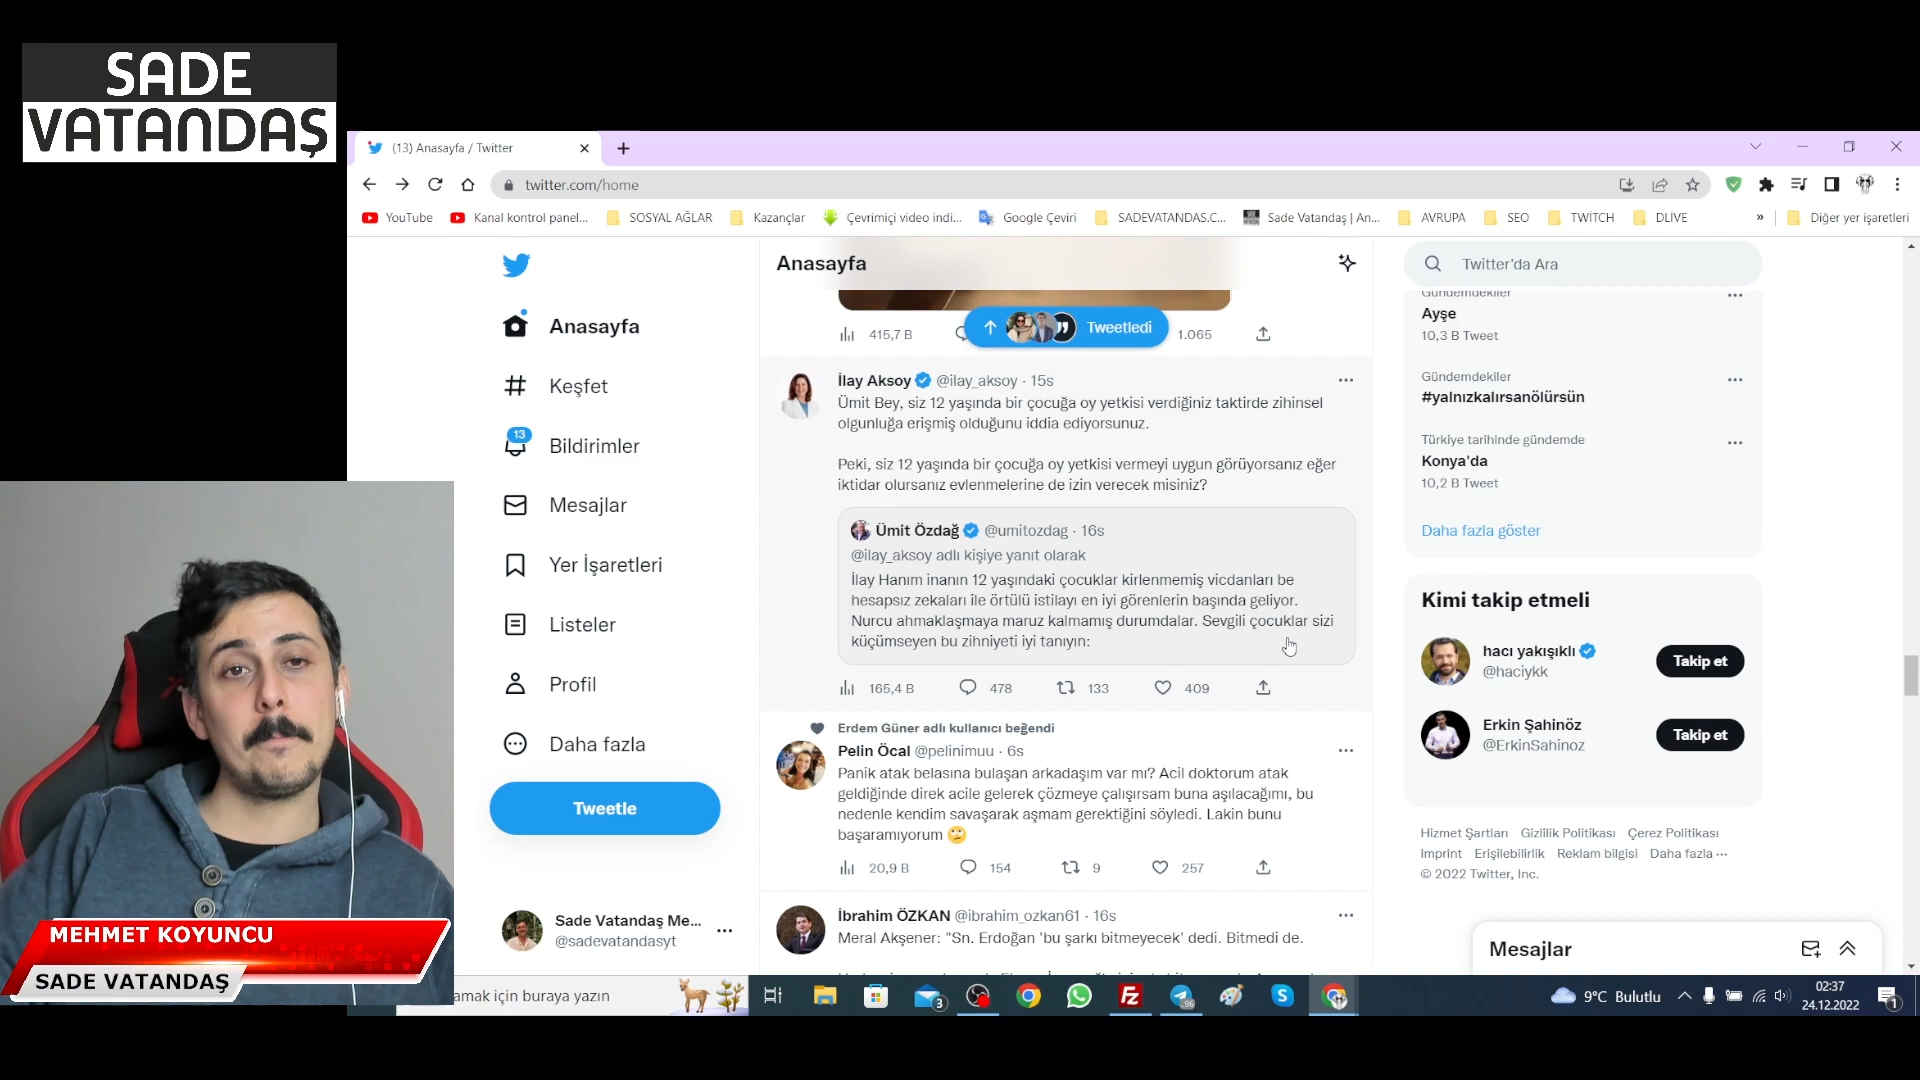 SADE
VATANDAŞ
(13) Anasayfa / Twitter
twitter.com/home
YouTube
Kanal kontrol panel...
SOSYAL AĞLAR
Kazançlar
Çevrimiçi video indi...
Google Çeviri
SADEVATANDAS.C...
Sade Vatandaş | An...
AVRUPA
SEO
TWİTCH
DLİVE
»
Diğer yer işaretleri
Anasayfa
Keşfet
13
Bildirimler
Mesajlar
Yer İşaretleri
Listeler
Profil
Daha fazla
Tweetle
Sade Vatandaş Me...
@sadevatandasyt
Anasayfa
Tweetledi
415,7 B
1.065
İlay Aksoy @ilay_aksoy · 15s
Ümit Bey, siz 12 yaşında bir çocuğa oy yetkisi verdiğiniz taktirde zihinsel
olgunluğa erişmiş olduğunu iddia ediyorsunuz.
Peki, siz 12 yaşında bir çocuğa oy yetkisi vermeyi uygun görüyorsanız eğer
iktidar olursanız evlenmelerine de izin verecek misiniz?
Ümit Özdağ @umitozdag · 16s
@ilay_aksoy adlı kişiye yanıt olarak
İlay Hanım inanın 12 yaşındaki çocuklar kirlenmemiş vicdanları be
hesapsız zekaları ile örtülü istilayı en iyi görenlerin başında geliyor.
Nurcu ahmaklaşmaya maruz kalmamış durumdalar. Sevgili çocuklar sizi
küçümseyen bu zihniyeti iyi tanıyın:
165,4 B 478 133 409
Erdem Güner adlı kullanıcı beğendi
Pelin Öcal @pelinimuu · 6s
Panik atak belasına bulaşan arkadaşım var mı? Acil doktorum atak
geldiğinde direk acile gelerek çözmeye çalışırsam buna aşılacağımı, bu
nedenle kendim savaşarak aşmam gerektiğini söyledi. Lakin bunu
başaramıyorum 🙄
20,9 B 154 9 257
İbrahim ÖZKAN @ibrahim_ozkan61 · 16s
Meral Akşener: "Sn. Erdoğan 'bu şarkı bitmeyecek' dedi. Bitmedi de.
Twitter'da Ara
Gündemdekiler
Ayşe
10,3 B Tweet
Gündemdekiler
#yalnızkalırsanölürsün
Türkiye tarihinde gündemde
Konya'da
10,2 B Tweet
Daha fazla göster
Kimi takip etmeli
hacı yakışıklı
@haciykk
Takip et
Erkin Şahinöz
@ErkinSahinoz
Takip et
Hizmet Şartları Gizlilik Politikası Çerez Politikası
Imprint Erişilebilirlik Reklam bilgisi Daha fazla ···
© 2022 Twitter, Inc.
Mesajlar
MEHMET KOYUNCU
SADE VATANDAŞ
amak için buraya yazın
3
96
9°C Bulutlu
02:37
24.12.2022
1